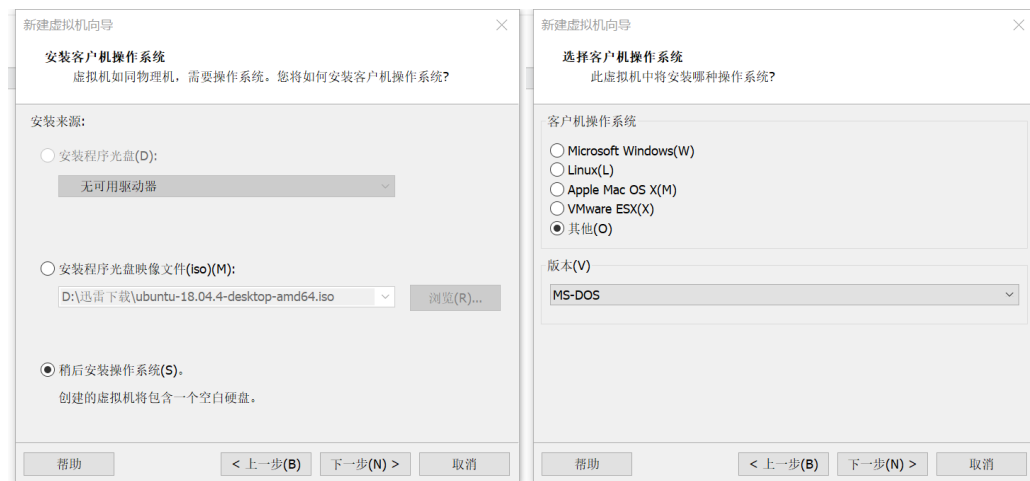 新建虚拟机向导
安装客户机操作系统
虚拟机如同物理机，需要操作系统。您将如何安装客户机操作系统?
安装来源:
安装程序光盘(D):
无可用驱动器
安装程序光盘映像文件(iso)(M):
D:\迅雷下载\ubuntu-18.04.4-desktop-amd64.iso
浏览(R)...
稍后安装操作系统(S)。
创建的虚拟机将包含一个空白硬盘。
帮助
< 上一步(B)
下一步(N) >
取消
新建虚拟机向导
选择客户机操作系统
此虚拟机中将安装哪种操作系统?
客户机操作系统
Microsoft Windows(W)
Linux(L)
Apple Mac OS X(M)
VMware ESX(X)
其他(O)
版本(V)
MS-DOS
帮助
< 上一步(B)
下一步(N) >
取消